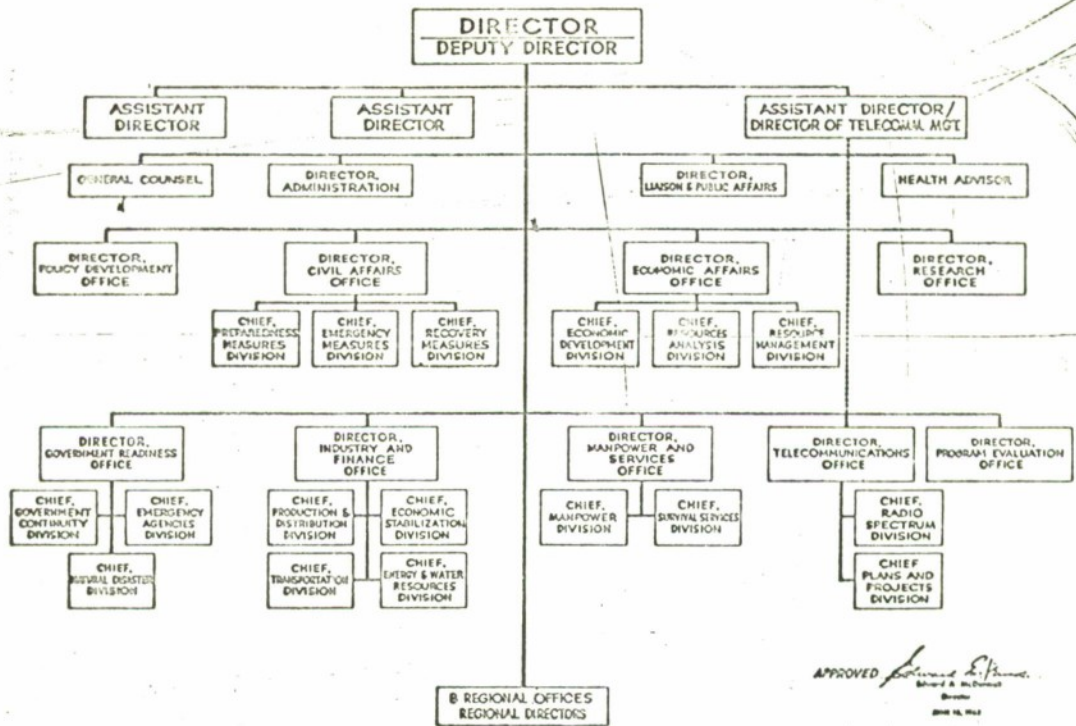 DIRECTOR
DEPUTY DIRECTOR
ASSISTANT
DIRECTOR
ASSISTANT
DIRECTOR
ASSISTANT DIRECTOR/
DIRECTOR OF TELECOMM. MGT.
GENERAL COUNSEL
DIRECTOR,
ADMINISTRATION
DIRECTOR,
LIAISON & PUBLIC AFFAIRS
HEALTH ADVISOR
DIRECTOR,
POLICY DEVELOPMENT
OFFICE
DIRECTOR,
CIVIL AFFAIRS
OFFICE
DIRECTOR,
ECONOMIC AFFAIRS
OFFICE
DIRECTOR,
RESEARCH
OFFICE
CHIEF,
PREPAREDNESS
MEASURES
DIVISION
CHIEF,
EMERGENCY
MEASURES
DIVISION
CHIEF,
RECOVERY
MEASURES
DIVISION
CHIEF,
ECONOMIC
DEVELOPMENT
DIVISION
CHIEF,
RESOURCES
ANALYSIS
DIVISION
CHIEF,
RESOURCE
MANAGEMENT
DIVISION
DIRECTOR,
GOVERNMENT READINESS
OFFICE
DIRECTOR,
INDUSTRY AND
FINANCE
OFFICE
DIRECTOR,
MANPOWER AND
SERVICES
OFFICE
DIRECTOR,
TELECOMMUNICATIONS
OFFICE
DIRECTOR,
PROGRAM EVALUATION
OFFICE
CHIEF,
GOVERNMENT
CONTINUITY
DIVISION
CHIEF,
EMERGENCY
AGENCIES
DIVISION
CHIEF,
NATURAL DISASTER
DIVISION
CHIEF,
PRODUCTION &
DISTRIBUTION
DIVISION
CHIEF,
ECONOMIC
STABILIZATION
DIVISION
CHIEF,
TRANSPORTATION
DIVISION
CHIEF,
ENERGY & WATER
RESOURCES
DIVISION
CHIEF,
MANPOWER
DIVISION
CHIEF,
SURVIVAL SERVICES
DIVISION
CHIEF,
RADIO
SPECTRUM
DIVISION
CHIEF
PLANS AND
PROJECTS
DIVISION
8 REGIONAL OFFICES
REGIONAL DIRECTORS
APPROVED
Edward A. McDermott
Director